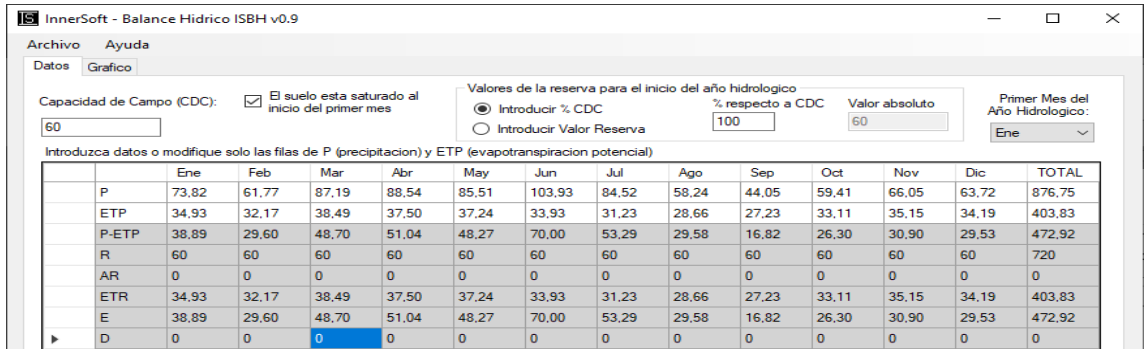 InnerSoft - Balance Hidrico ISBH v0.9
Archivo Ayuda
Datos Grafico
Capacidad de Campo (CDC):
60
El suelo esta saturado al
inicio del primer mes
Valores de la reserva para el inicio del año hidrologico
Introducir % CDC
Introducir Valor Reserva
% respecto a CDC
100
Valor absoluto
60
Primer Mes del
Año Hidrologico:
Ene
Introduzca datos o modifique solo las filas de P (precipitacion) y ETP (evapotranspiracion potencial)
Ene Feb Mar Abr May Jun Jul Ago Sep Oct Nov Dic TOTAL
P 73,82 61,77 87,19 88,54 85,51 103,93 84,52 58,24 44,05 59,41 66,05 63,72 876,75
ETP 34,93 32,17 38,49 37,50 37,24 33,93 31,23 28,66 27,23 33,11 35,15 34,19 403,83
P-ETP 38,89 29,60 48,70 51,04 48,27 70,00 53,29 29,58 16,82 26,30 30,90 29,53 472,92
R 60 60 60 60 60 60 60 60 60 60 60 60 720
AR 0 0 0 0 0 0 0 0 0 0 0 0 0
ETR 34,93 32,17 38,49 37,50 37,24 33,93 31,23 28,66 27,23 33,11 35,15 34,19 403,83
E 38,89 29,60 48,70 51,04 48,27 70,00 53,29 29,58 16,82 26,30 30,90 29,53 472,92
D 0 0 0 0 0 0 0 0 0 0 0 0 0